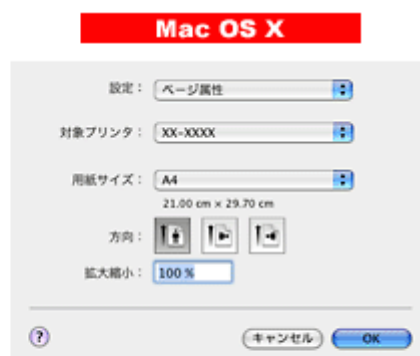 Mac OS X
設定： ページ属性
対象プリンタ： XX-XXXX
用紙サイズ： A4
21.00 cm × 29.70 cm
方向：
拡大縮小： 100 %
? キャンセル OK